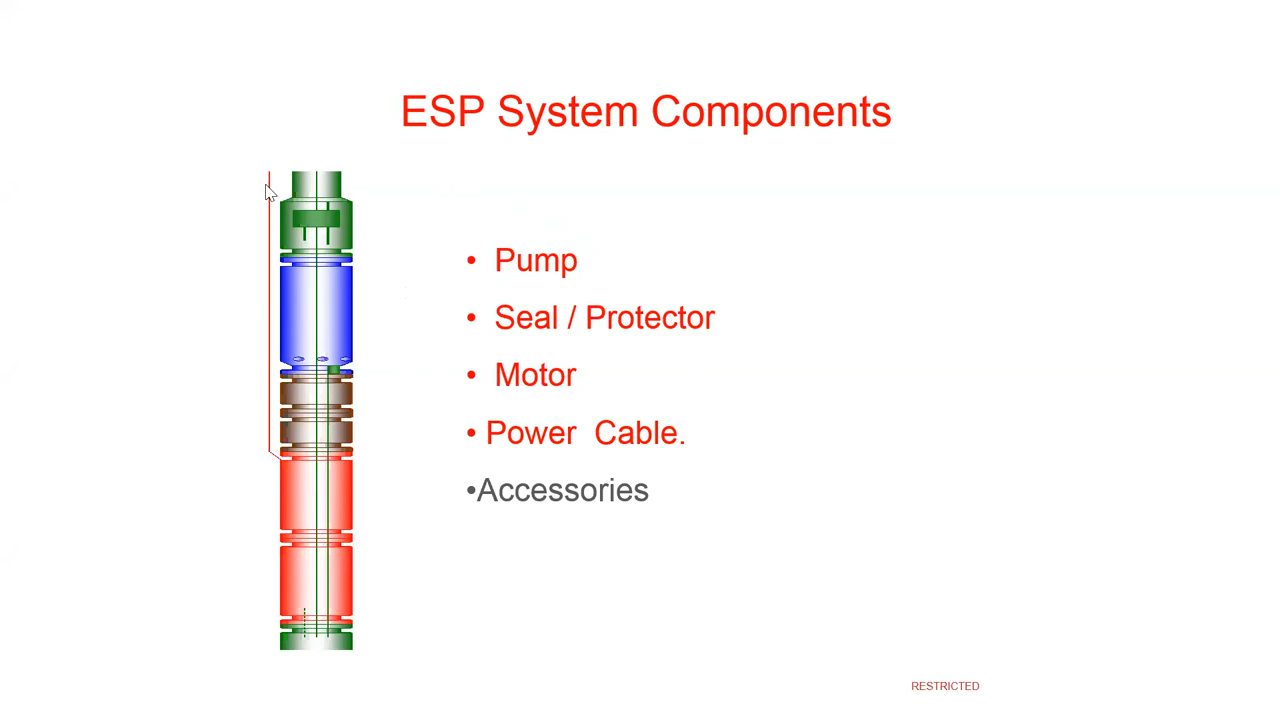 ESP System Components
• Pump
• Seal / Protector
• Motor
• Power Cable.
•Accessories
RESTRICTED